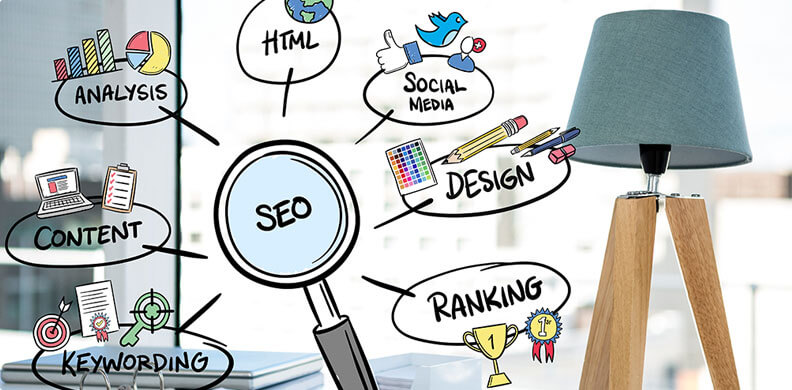 HTML
ANALYSIS
SOCIAL
MEDIA
DESIGN
SEO
CONTENT
RANKING
1
1st
KEYWORDING